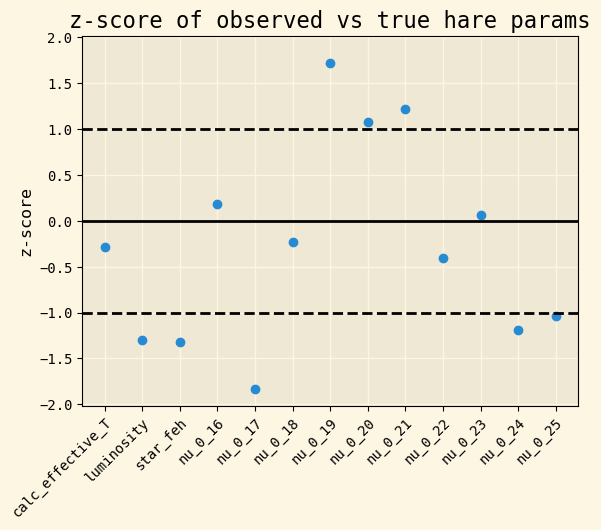 z-score of observed vs true hare params
z-score
2.0
1.5
1.0
0.5
0.0
−0.5
−1.0
−1.5
−2.0
calc_effective_T
luminosity
star_feh
nu_0_16
nu_0_17
nu_0_18
nu_0_19
nu_0_20
nu_0_21
nu_0_22
nu_0_23
nu_0_24
nu_0_25